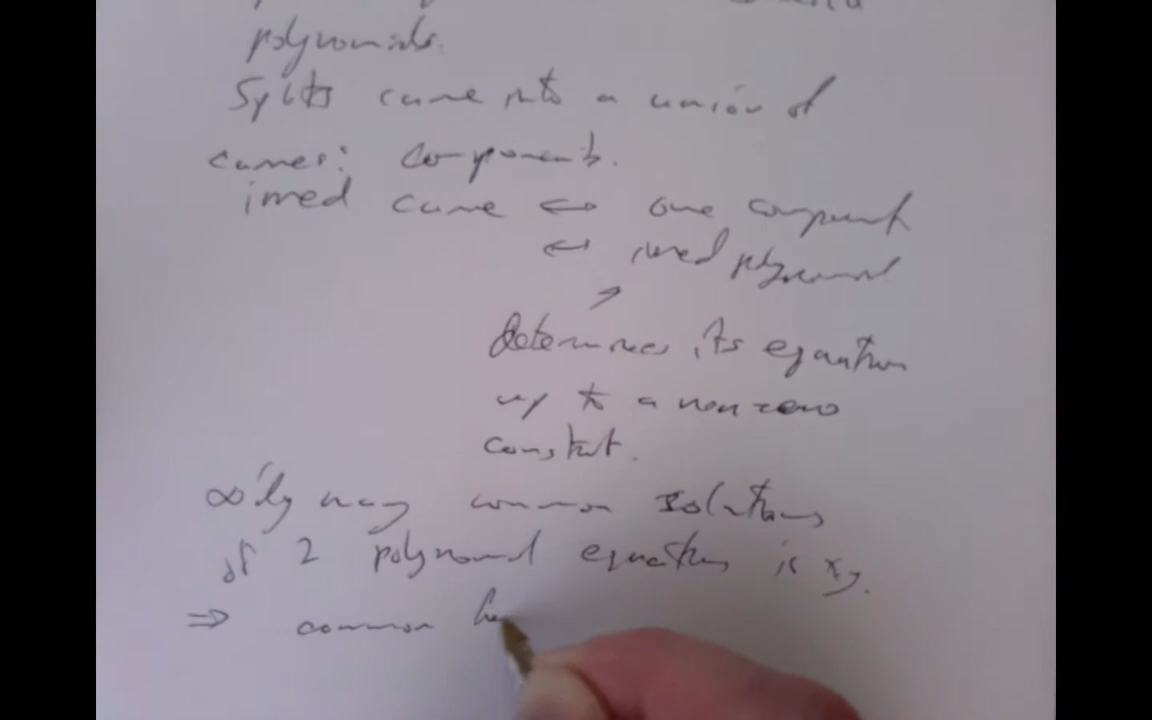 polynomials.
Splits curve into a union of
curves: components.
irred curve ↔ one component
↔ irred polynomial
↗
determines its equation
up to a nonzero
constant.
∞'ly many common solutions
of 2 polynomial equations in x,y.
⇒ common